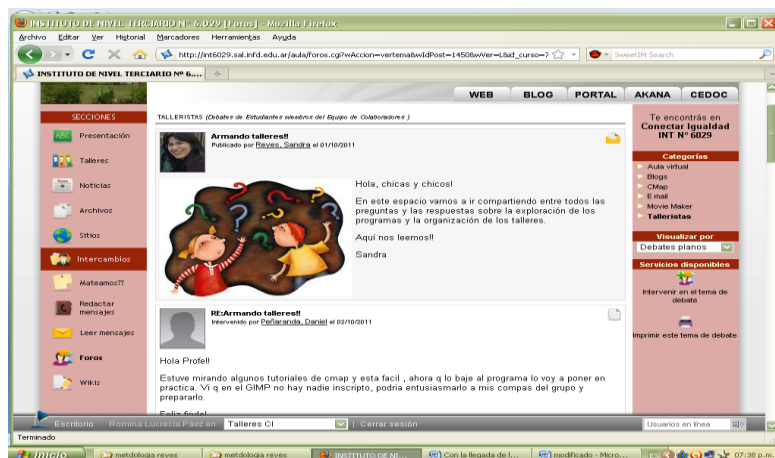 INSTITUTO DE NIVEL TERCIARIO Nº 6.029 [Foros] - Mozilla Firefox
Archivo Editar Ver Historial Marcadores Herramientas Ayuda
http://int6029.sal.infd.edu.ar/aula/foros.cgi?wAccion=vertema&wIdPost=14508&wVer=L&id_curso=7
SweetIM Search
INSTITUTO DE NIVEL TERCIARIO Nº 6....
WEB BLOG PORTAL AKANA CEDOC
SECCIONES
Presentación
Talleres
Noticias
Archivos
Sitios
Intercambios
Mateamos??
Redactar
mensajes
Leer mensajes
Foros
Wikis
TALLERISTAS (Debates de Estudiantes miembros del Equipo de Colaboradores )
Armando talleres!!
Publicado por Reyes, Sandra el 01/10/2011
Hola, chicas y chicos!
En este espacio vamos a ir compartiendo entre todos las
preguntas y las respuestas sobre la exploración de los
programas y la organización de los talleres.
Aquí nos leemos!!
Sandra
RE:Armando talleres!!
Intervenido por Peñaranda, Daniel el 02/10/2011
Hola Profe!!
Estuve mirando algunos tutoriales de cmap y esta facil , ahora q lo baje al programa lo voy a poner en
practica. Vi q en el GIMP no hay nadie inscripto, podria entusiasmarlo a mis compas del grupo y
prepararlo.
Feliz finde!
Te encontrás en
Conectar Igualdad
INT Nº 6029
Categorías
Aula virtual
Blogs
CMap
E mail
Movie Maker
Talleristas
Visualizar por
Debates planos
Servicios disponibles
Intervenir en el tema de
debate
Imprimir este tema de debate
Escritorio Romina Lucrecia Páez en Talleres CI | Cerrar sesión
Usuarios en línea
Terminado
Inicio metdologia reyes metdologia reyes INSTITUTO DE NI... Con la llegada de l... modificado - Micro... ES 07:38 p.m.